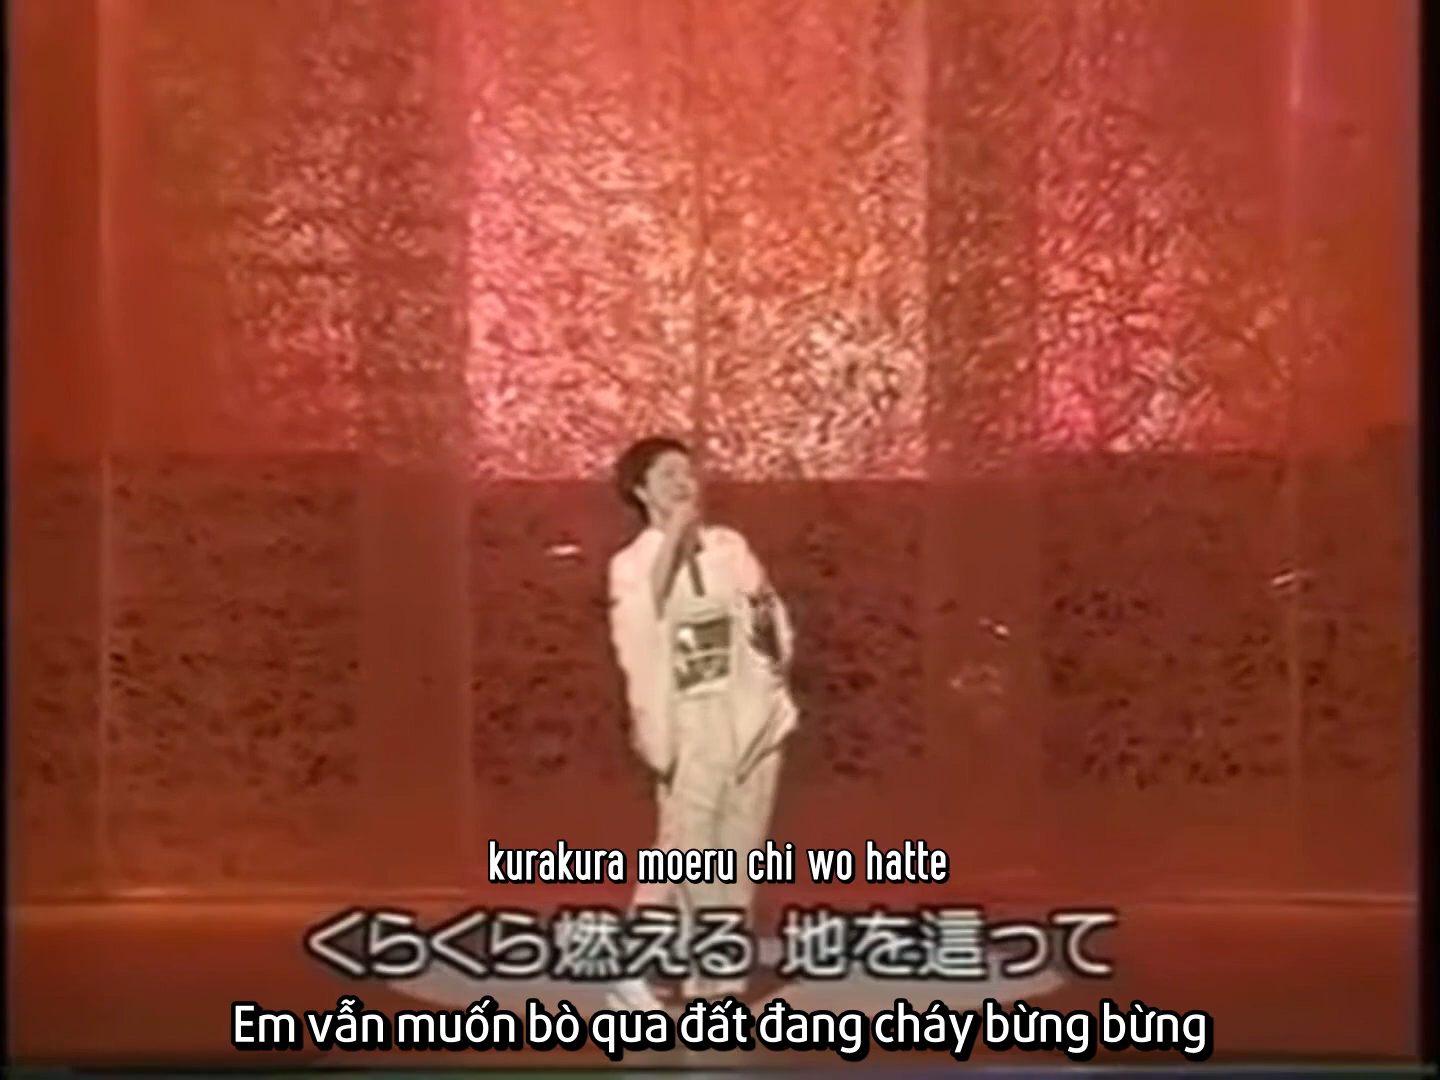 kurakura moeru chi wo hatte
くらくら燃える 地を這って
Em vẫn muốn bò qua đất đang cháy bừng bừng